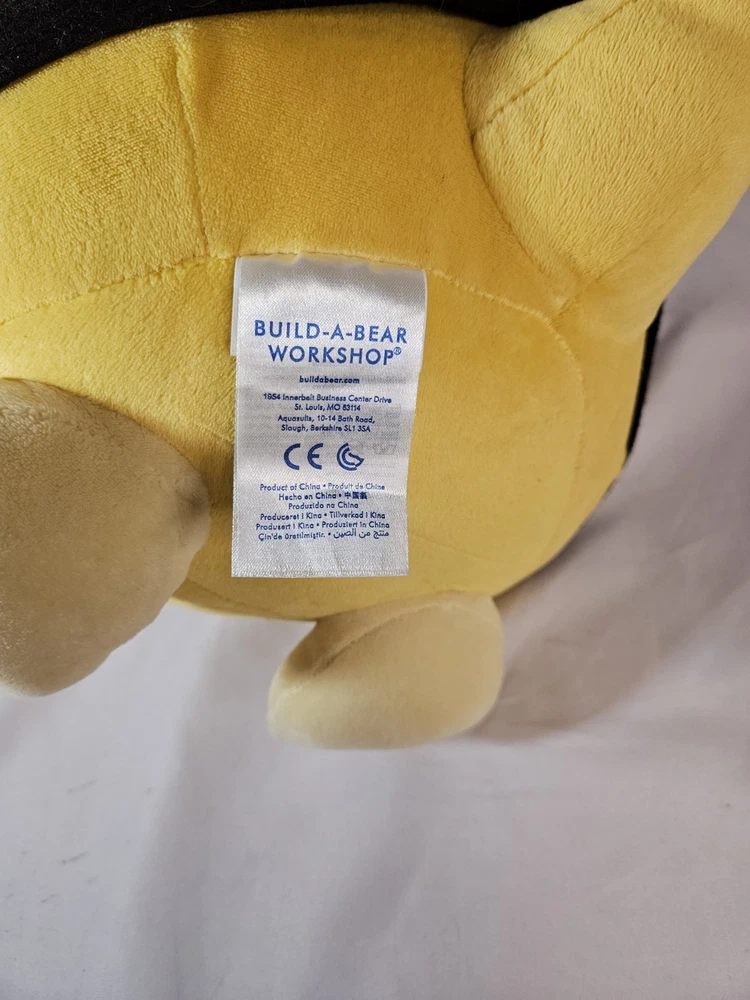 BUILD-A-BEAR
WORKSHOP®
buildabear.com
1954 Innerbelt Business Center Drive
St. Louis, MO 63114
Aquasulis, 10-14 Bath Road,
Slough, Berkshire SL1 3SA
CE
Product of China • Produit de Chine
Hecho en China • 中国製
Produzido na China
Produceret i Kina • Tillverkad i Kina
Produsert i Kina • Produziert in China
Çin'de üretilmiştir. • منتج من الصين